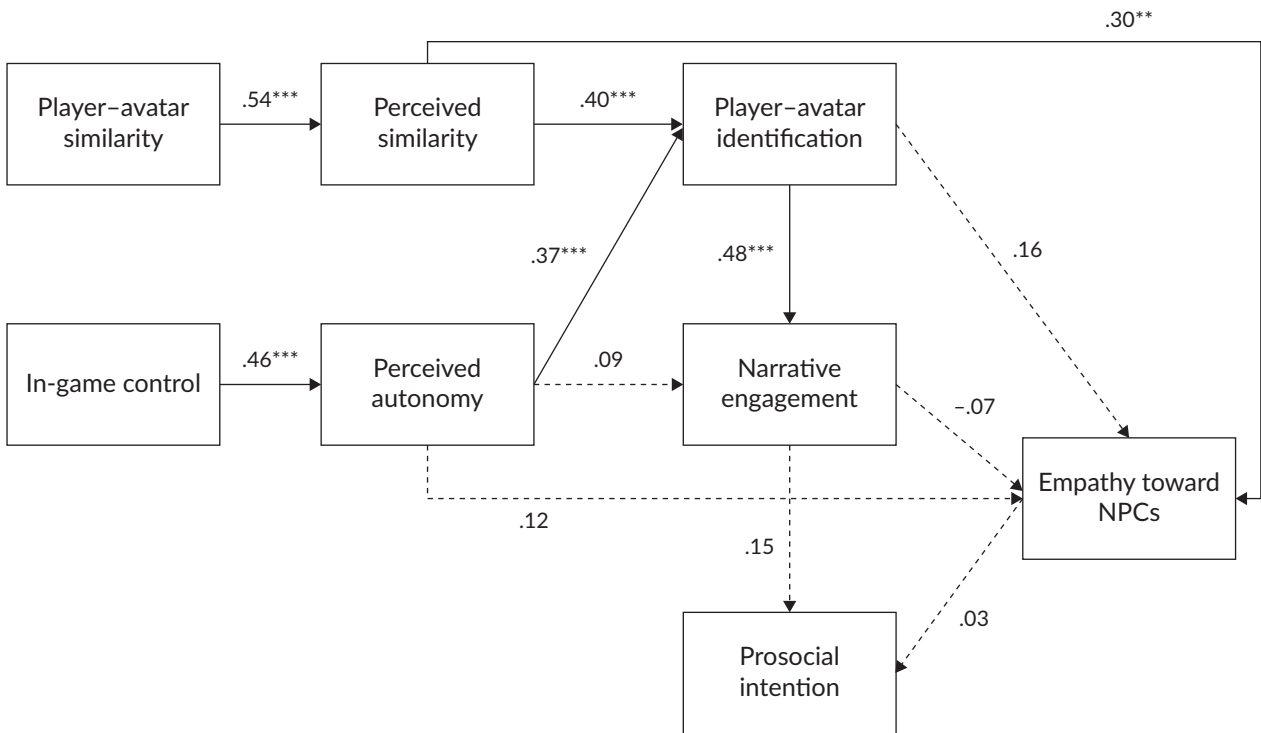 .30**
Player–avatar
similarity
.54***
Perceived
similarity
.40***
Player–avatar
identification
.37***
.48***
.16
In-game control
.46***
Perceived
autonomy
.09
Narrative
engagement
–.07
Empathy toward
NPCs
.12
.15
.03
Prosocial
intention